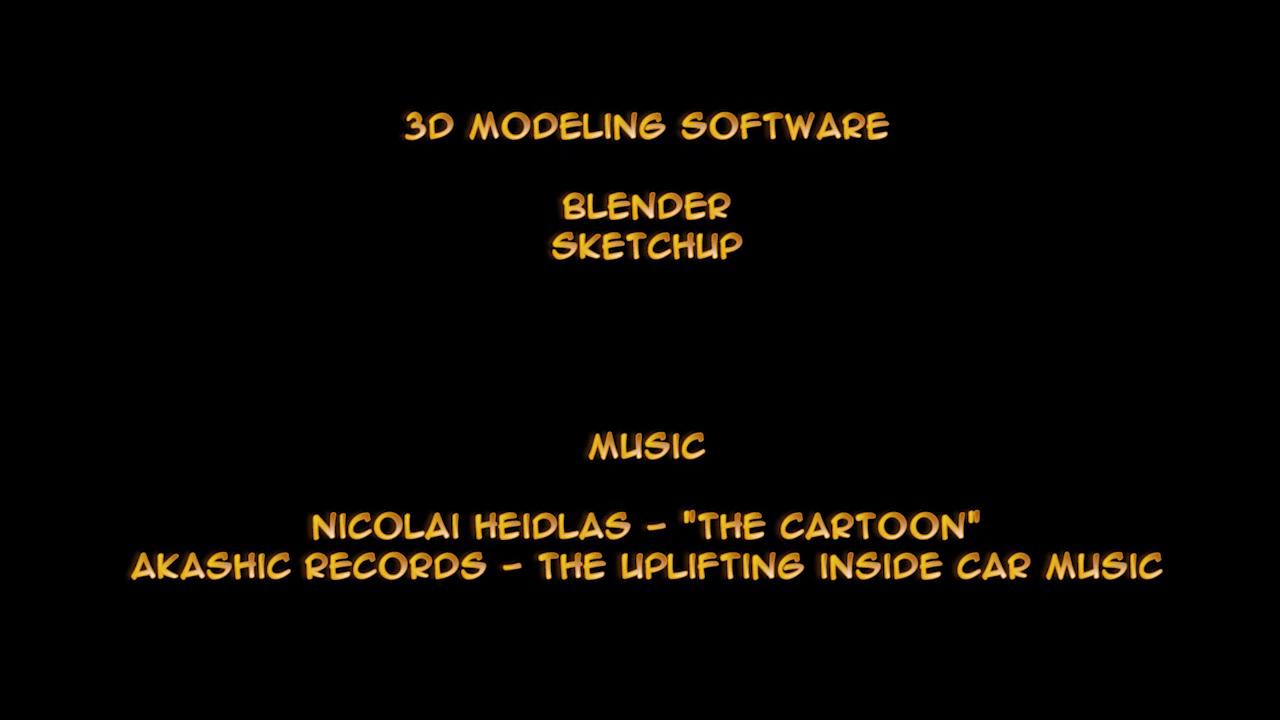 3D MODELING SOFTWARE
BLENDER
SKETCHUP
MUSIC
NICOLAI HEIDLAS - "THE CARTOON"
AKASHIC RECORDS - THE UPLIFTING INSIDE CAR MUSIC